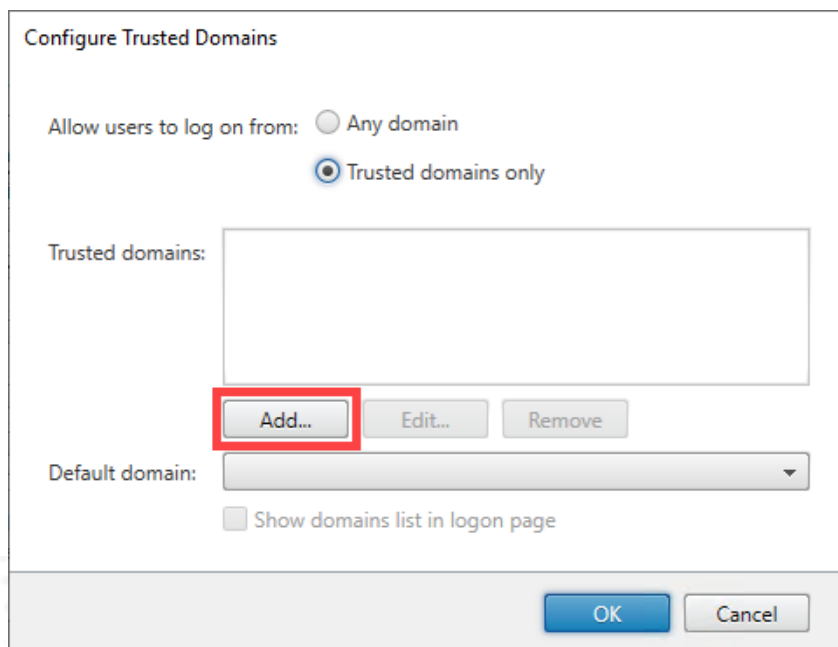 Configure Trusted Domains
Allow users to log on from: Any domain
Trusted domains only
Trusted domains:
Add... Edit... Remove
Default domain:
Show domains list in logon page
OK Cancel